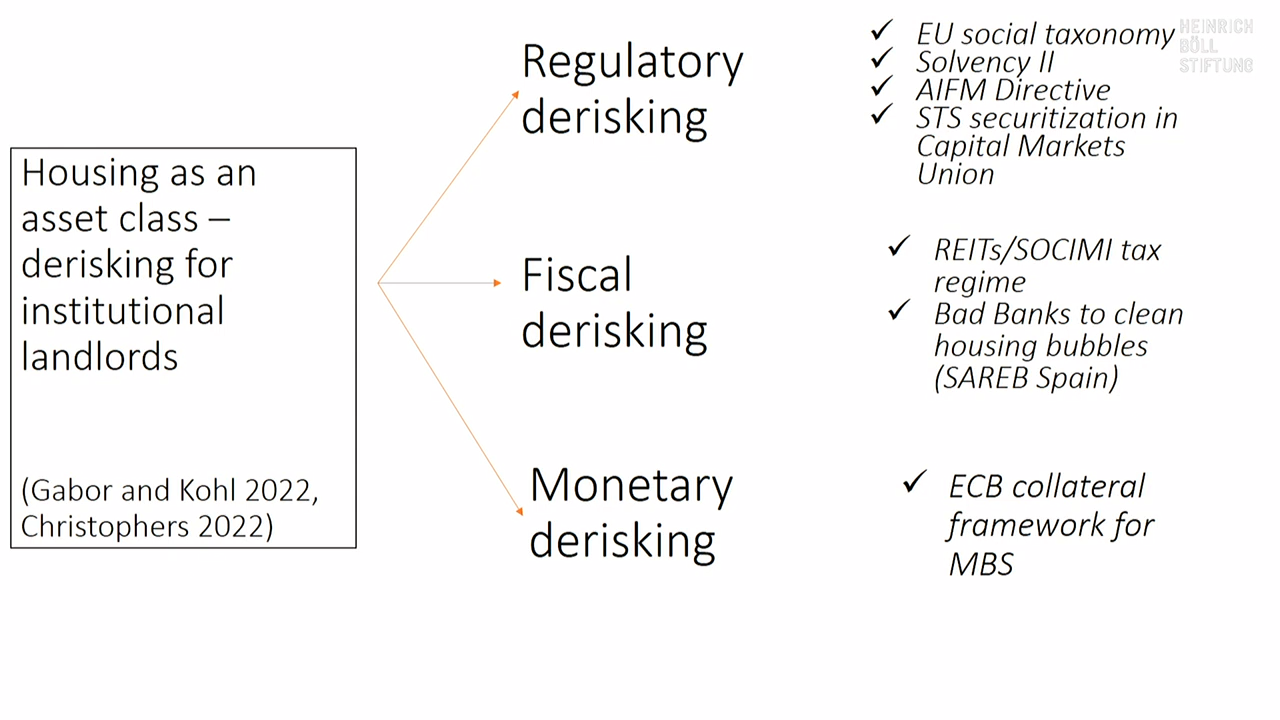 Housing as an
asset class –
derisking for
institutional
landlords
(Gabor and Kohl 2022,
Christophers 2022)
Regulatory
derisking
✓ EU social taxonomy
✓ Solvency II
✓ AIFM Directive
✓ STS securitization in
Capital Markets
Union
Fiscal
derisking
✓ REITs/SOCIMI tax
regime
✓ Bad Banks to clean
housing bubbles
(SAREB Spain)
Monetary
derisking
✓ ECB collateral
framework for
MBS
HEINRICH
BÖLL
STIFTUNG